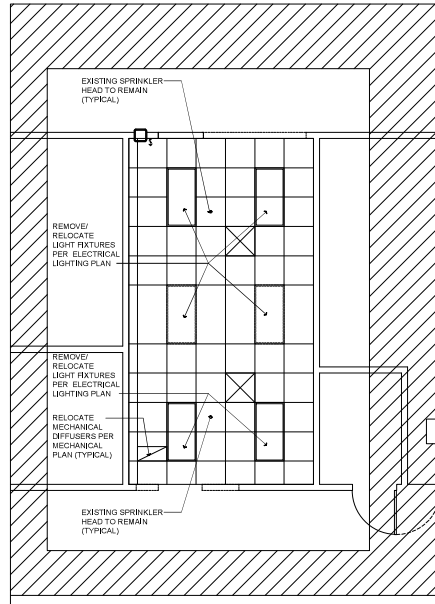 EXISTING SPRINKLER
HEAD TO REMAIN
(TYPICAL)
$
REMOVE/
RELOCATE
LIGHT FIXTURES
PER ELECTRICAL
LIGHTING PLAN
REMOVE/
RELOCATE
LIGHT FIXTURES
PER ELECTRICAL
LIGHTING PLAN
RELOCATE
MECHANICAL
DIFFUSERS PER
MECHANICAL
PLAN (TYPICAL)
EXISTING SPRINKLER
HEAD TO REMAIN
(TYPICAL)